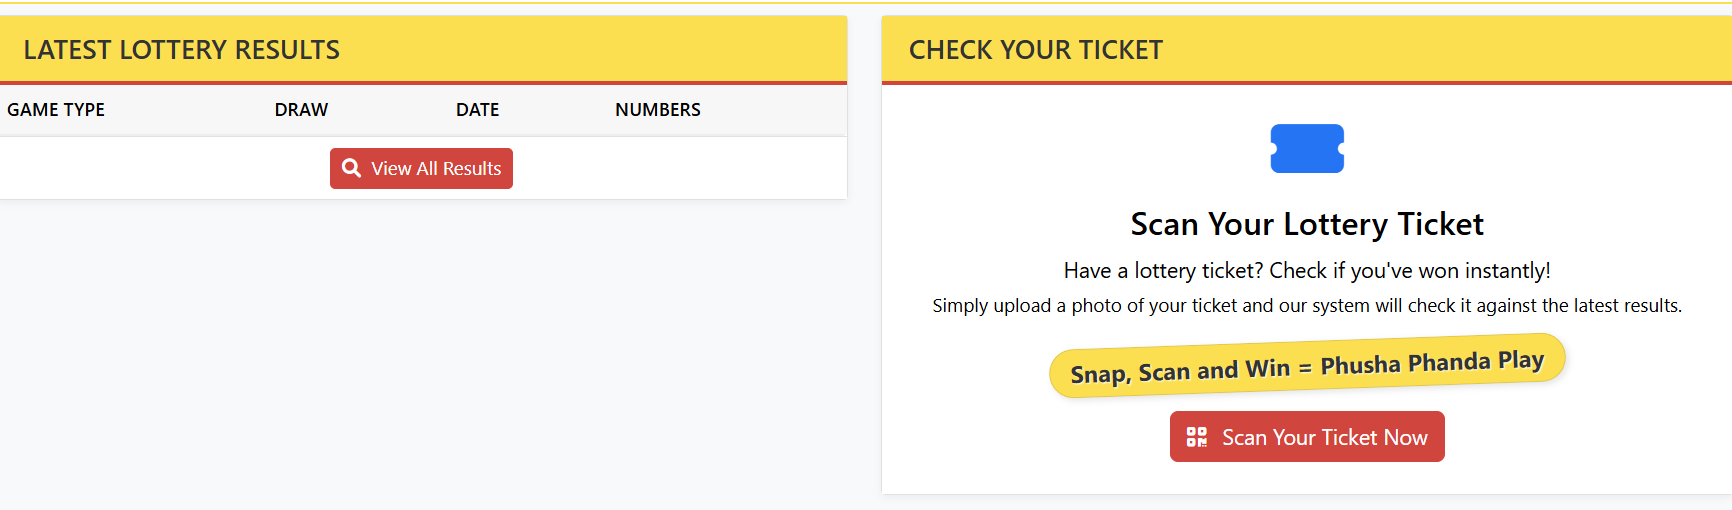 LATEST LOTTERY RESULTS
GAME TYPE DRAW DATE NUMBERS
View All Results
CHECK YOUR TICKET
Scan Your Lottery Ticket
Have a lottery ticket? Check if you've won instantly!
Simply upload a photo of your ticket and our system will check it against the latest results.
Snap, Scan and Win = Phusha Phanda Play
Scan Your Ticket Now